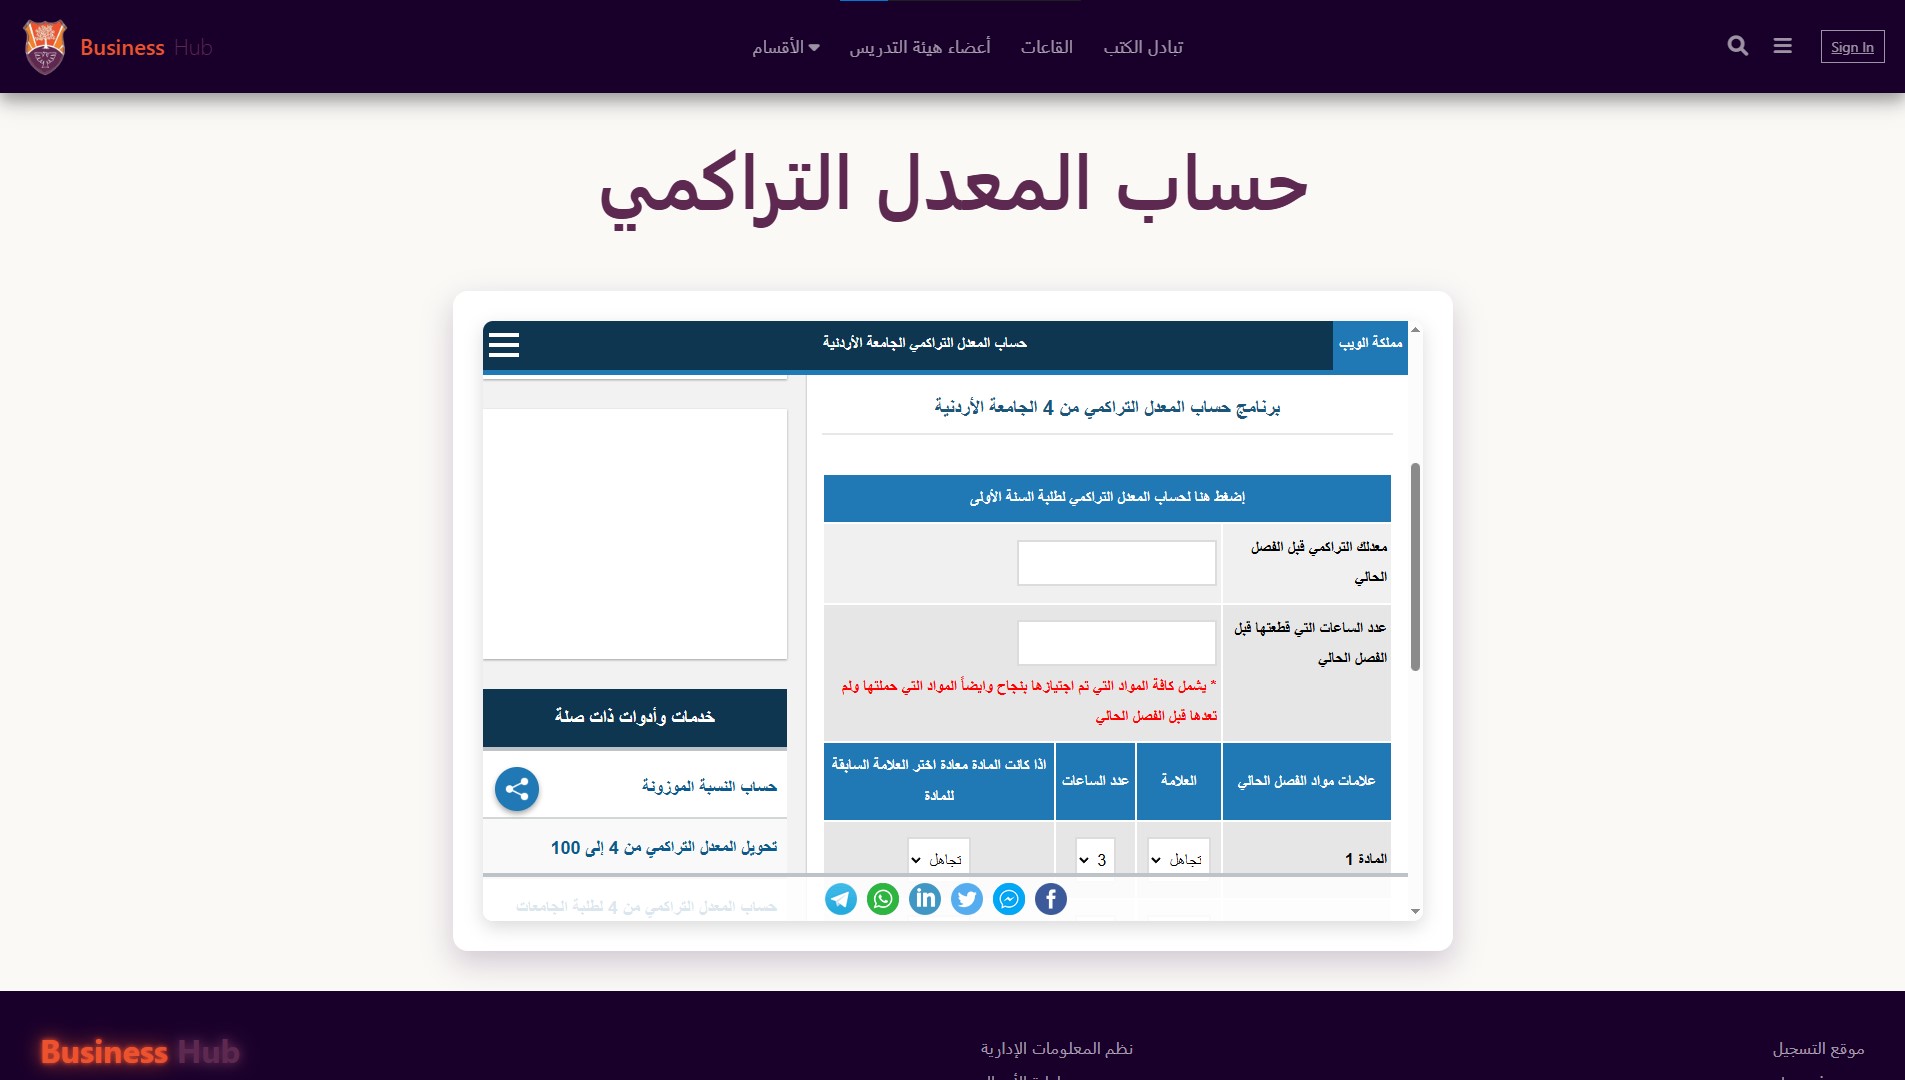 Business Hub
تبادل الكتب
القاعات
أعضاء هيئة التدريس
الأقسام
Sign In
حساب المعدل التراكمي
مملكة الويب
حساب المعدل التراكمي الجامعة الأردنية
برنامج حساب المعدل التراكمي من 4 الجامعة الأردنية
إضغط هنا لحساب المعدل التراكمي لطلبة السنة الأولى
معدلك التراكمي قبل الفصل
الحالي
عدد الساعات التي قطعتها قبل
الفصل الحالي
* يشمل كافة المواد التي تم اجتيازها بنجاح وايضاً المواد التي حملتها ولم
تعدها قبل الفصل الحالي
علامات مواد الفصل الحالي
العلامة
عدد الساعات
اذا كانت المادة معادة اختر العلامة السابقة
للمادة
المادة 1
تجاهل
3
تجاهل
خدمات وأدوات ذات صلة
حساب النسبة الموزونة
تحويل المعدل التراكمي من 4 إلى 100
حساب المعدل التراكمي من 4 لطلبة الجامعات
موقع التسجيل
نظم المعلومات الإدارية
Business Hub